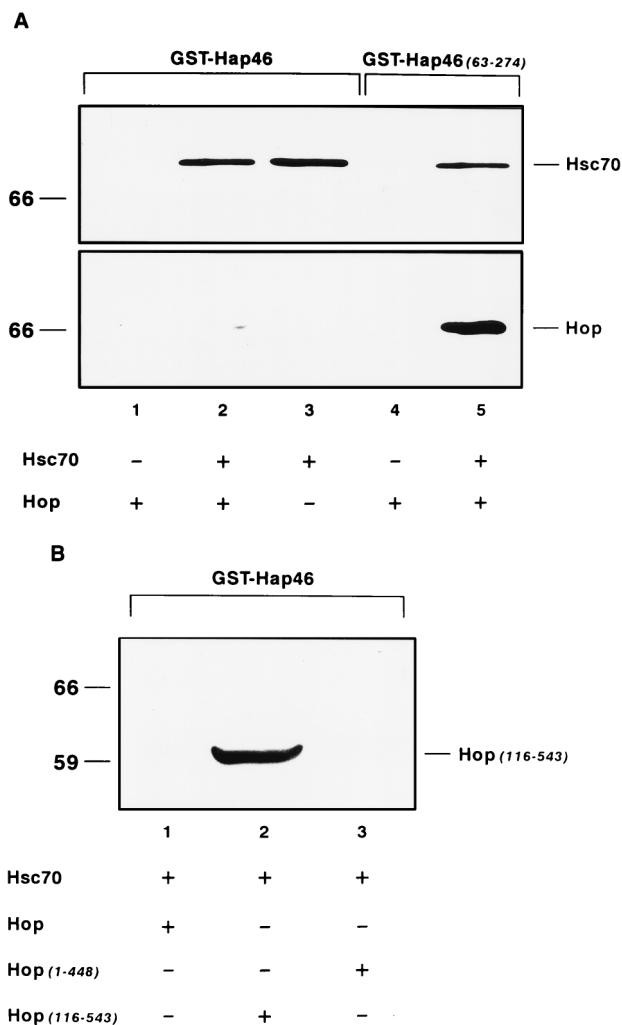 A
GST-Hap46 GST-Hap46 (63-274)
Hsc70
66
66
Hop
1 2 3 4 5
Hsc70 – + + – +
Hop + + – + +
B
GST-Hap46
66
59
Hop (116-543)
1 2 3
Hsc70 + + +
Hop + – –
Hop (1-448) – – +
Hop (116-543) – + –